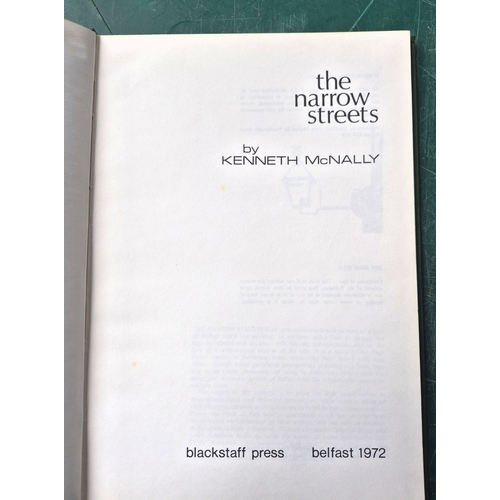 the
narrow
streets
by
KENNETH McNALLY
blackstaff press belfast 1972